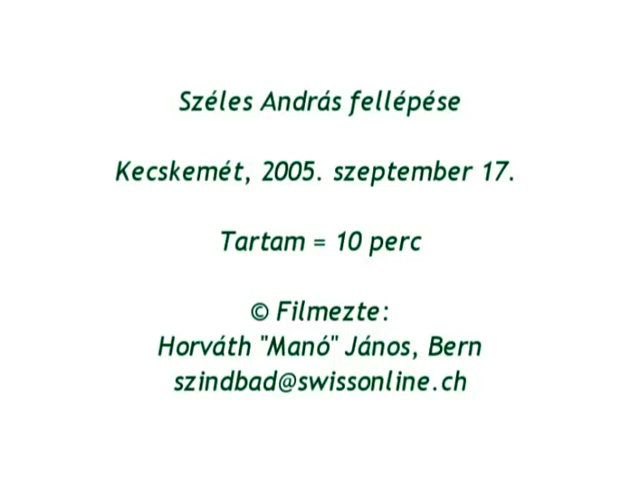 Széles András fellépése
Kecskemét, 2005. szeptember 17.
Tartam = 10 perc
© Filmezte:
Horváth "Manó" János, Bern
szindbad@swissonline.ch